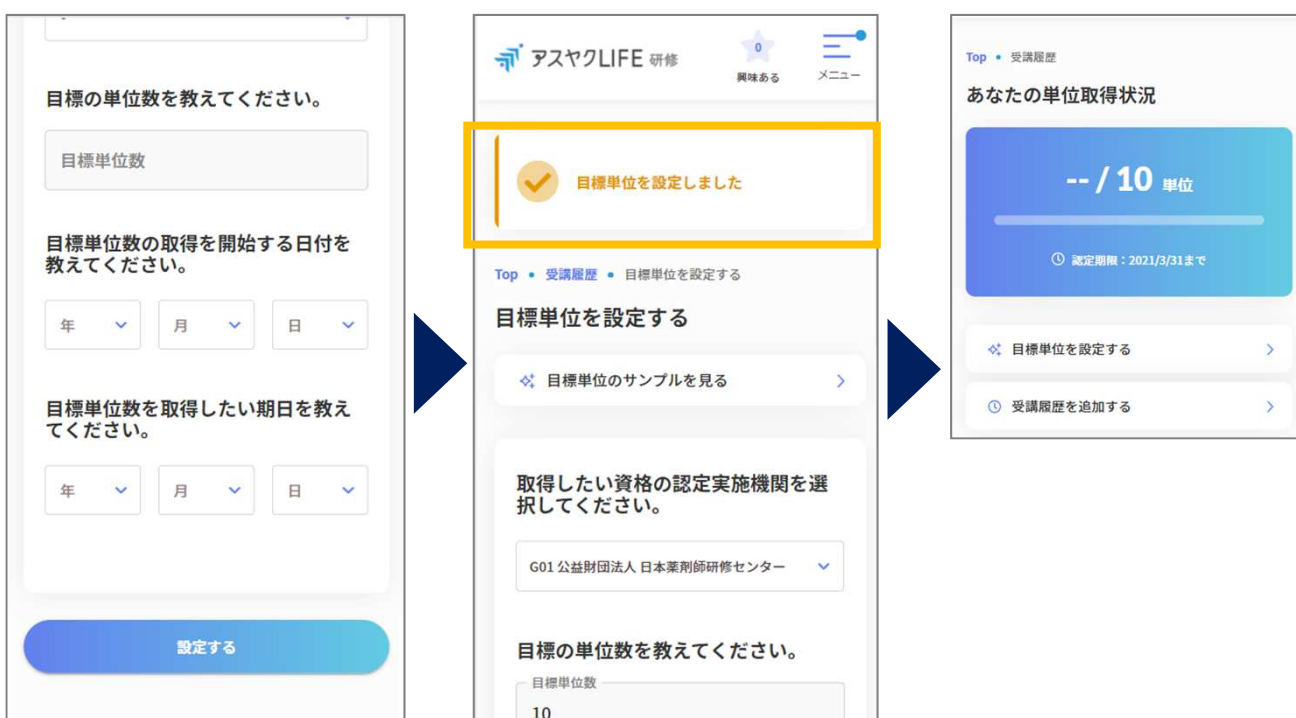 目標の単位数を教えてください。
目標単位数
目標単位数の取得を開始する日付を
教えてください。
年 月 日
目標単位数を取得したい期日を教え
てください。
年 月 日
設定する
アスヤクLIFE 研修
0
興味ある
メニュー
目標単位を設定しました
Top • 受講履歴 • 目標単位を設定する
目標単位を設定する
目標単位のサンプルを見る
取得したい資格の認定実施機関を選
択してください。
G01 公益財団法人 日本薬剤師研修センター
目標の単位数を教えてください。
目標単位数
10
Top • 受講履歴
あなたの単位取得状況
-- / 10 単位
認定期限：2021/3/31まで
目標単位を設定する
受講履歴を追加する